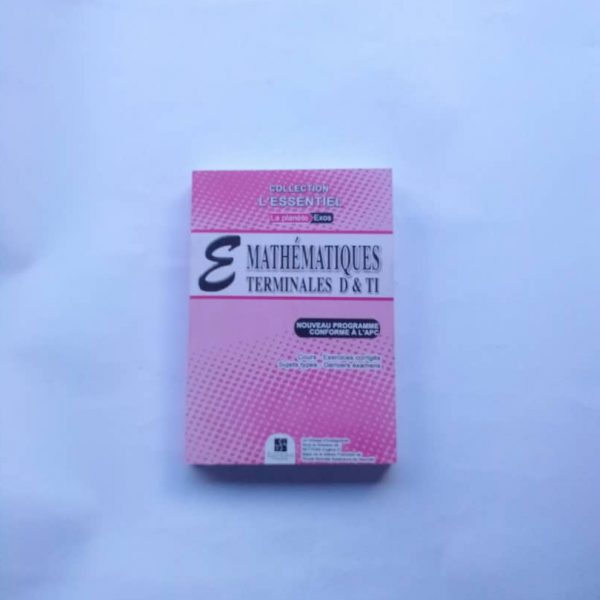 COLLECTION
L'ESSENTIEL
La planète Exos
E MATHÉMATIQUES
TERMINALES D & TI
NOUVEAU PROGRAMME
CONFORME À L'APC
Cours - Exercices corrigés
Sujets types - Derniers examens